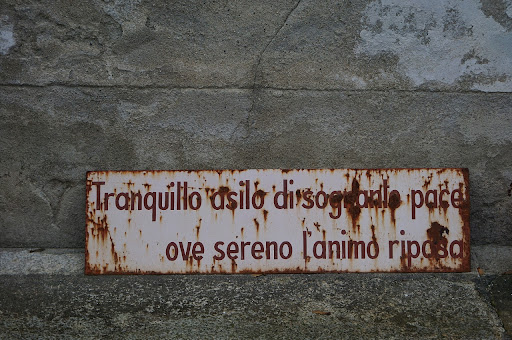 Tranquillo asilo di sognante pace
ove sereno l'animo riposa